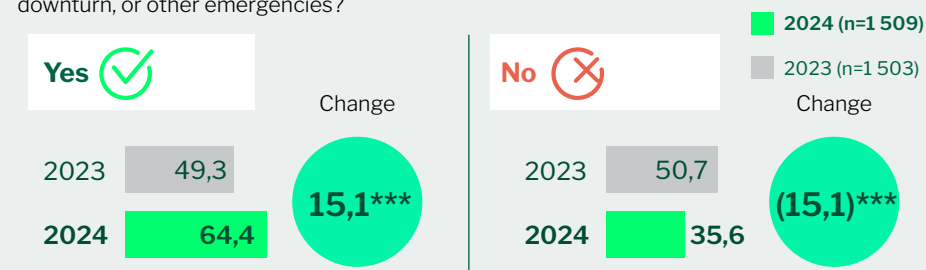 downturn, or other emergencies?
2024 (n=1 509)
2023 (n=1 503)
Yes
Change
2023 49,3
2024 64,4
15,1***
No
Change
2023 50,7
2024 35,6
(15,1)***